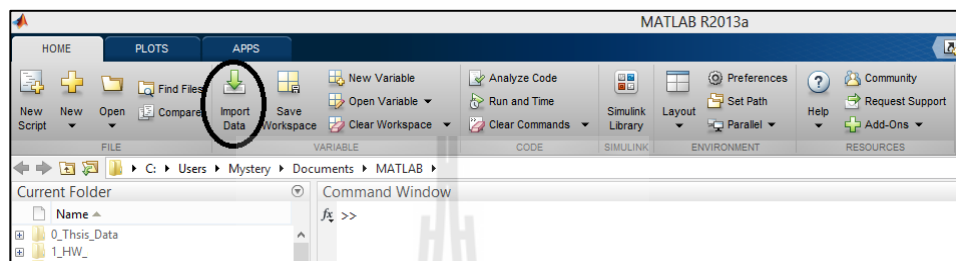 MATLAB R2013a
HOME PLOTS APPS
New Script
New
Open
Find Files
Compare
Import Data
Save Workspace
New Variable
Open Variable
Clear Workspace
Analyze Code
Run and Time
Clear Commands
Simulink Library
Layout
Preferences
Set Path
Parallel
Help
Community
Request Support
Add-Ons
FILE VARIABLE CODE SIMULINK ENVIRONMENT RESOURCES
C: Users Mystery Documents MATLAB
Current Folder
Command Window
Name
fx >>
0_Thsis_Data
1_HW_